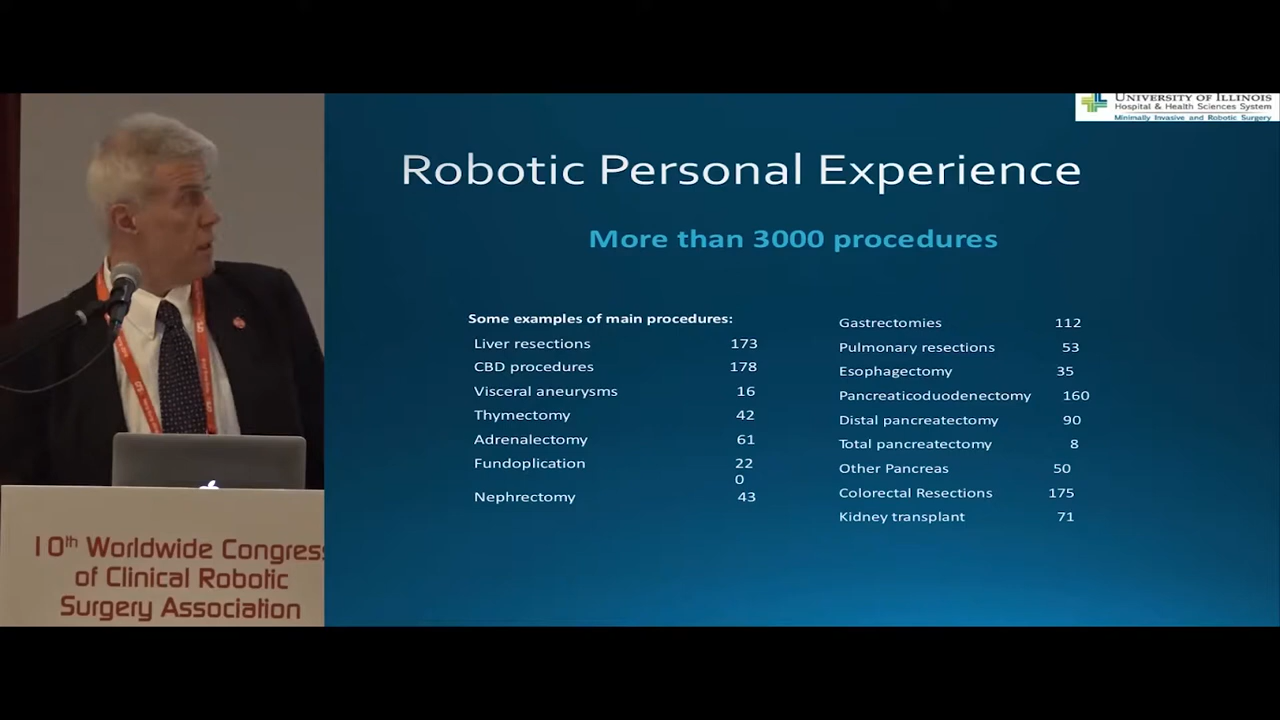 UNIVERSITY OF ILLINOIS
Hospital & Health Sciences System
Minimally Invasive and Robotic Surgery
Robotic Personal Experience
More than 3000 procedures
Some examples of main procedures:
Liver resections 173
CBD procedures 178
Visceral aneurysms 16
Thymectomy 42
Adrenalectomy 61
Fundoplication 22
0
Nephrectomy 43
Gastrectomies 112
Pulmonary resections 53
Esophagectomy 35
Pancreaticoduodenectomy 160
Distal pancreatectomy 90
Total pancreatectomy 8
Other Pancreas 50
Colorectal Resections 175
Kidney transplant 71
10th Worldwide Congress
of Clinical Robotic
Surgery Association